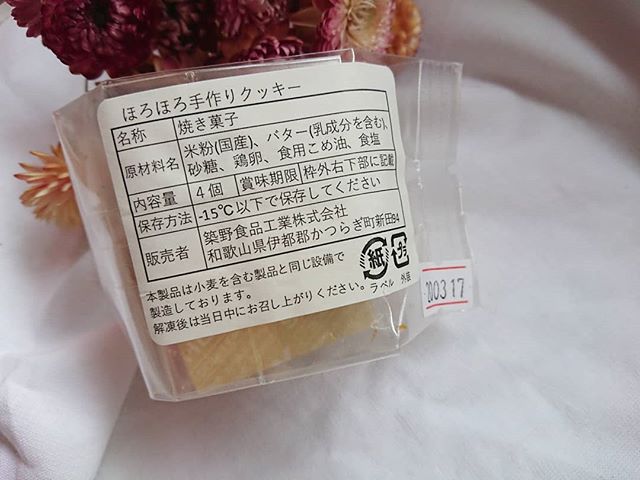 ほろほろ手作りクッキー
名称 焼き菓子
原材料名 米粉(国産)、バター(乳成分を含む)、
砂糖、鶏卵、食用こめ油、食塩
内容量 4個 賞味期限 枠外右下部に記載
保存方法 -15℃以下で保存してください
販売者 築野食品工業株式会社
和歌山県伊都郡かつらぎ町新田94
本製品は小麦を含む製品と同じ設備で
製造しております。
解凍後は当日中にお召し上がりください。
紙 プラ
ラベル 外装